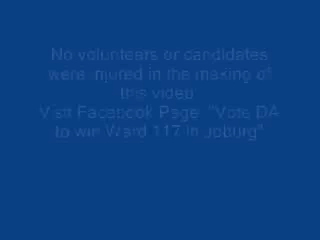 No volunteers or candidates
were injured in the making of
this video
Visit Facebook Page "Vote DA
to win Ward 117 in Joburg"